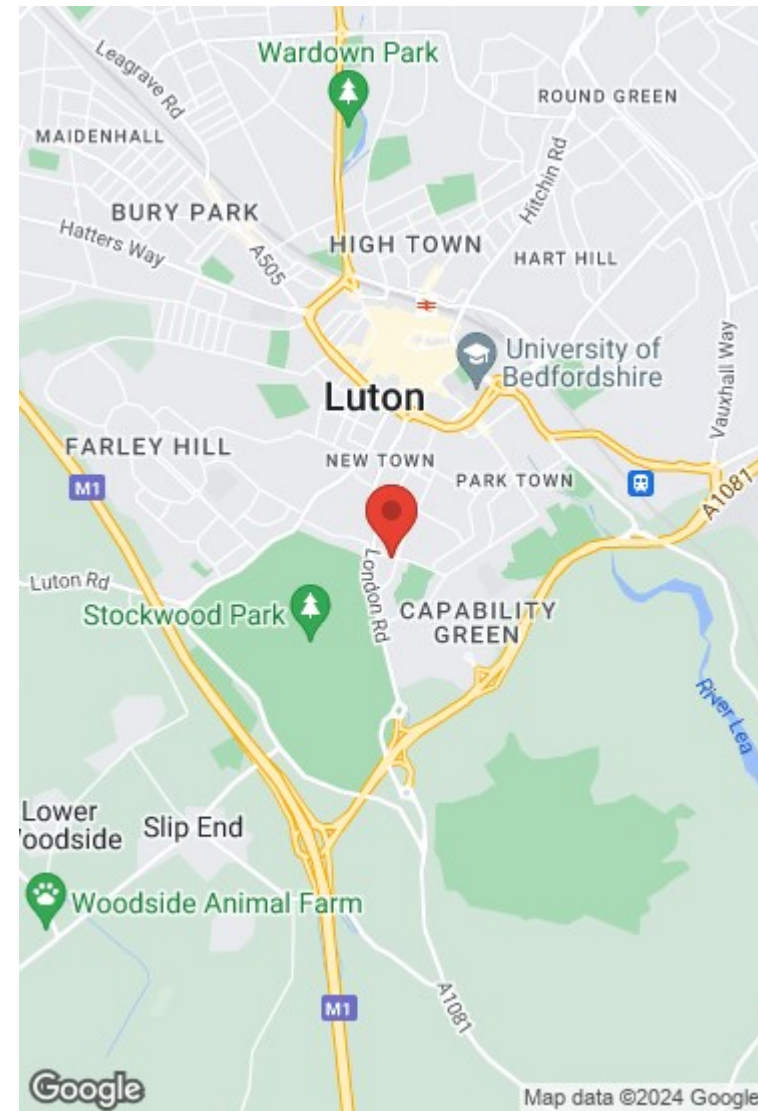 Wardown Park
Leagrave Rd
ROUND GREEN
MAIDENHALL
Hitchin Rd
BURY PARK
Hatters Way
A505
HIGH TOWN
HART HILL
University of
Bedfordshire
Vauxhall Way
Luton
FARLEY HILL
NEW TOWN
PARK TOWN
M1
A1081
Luton Rd
London Rd
Stockwood Park
CAPABILITY
GREEN
River Lea
Lower
oodside
Slip End
Woodside Animal Farm
M1
A1081
Google
Map data ©2024 Google